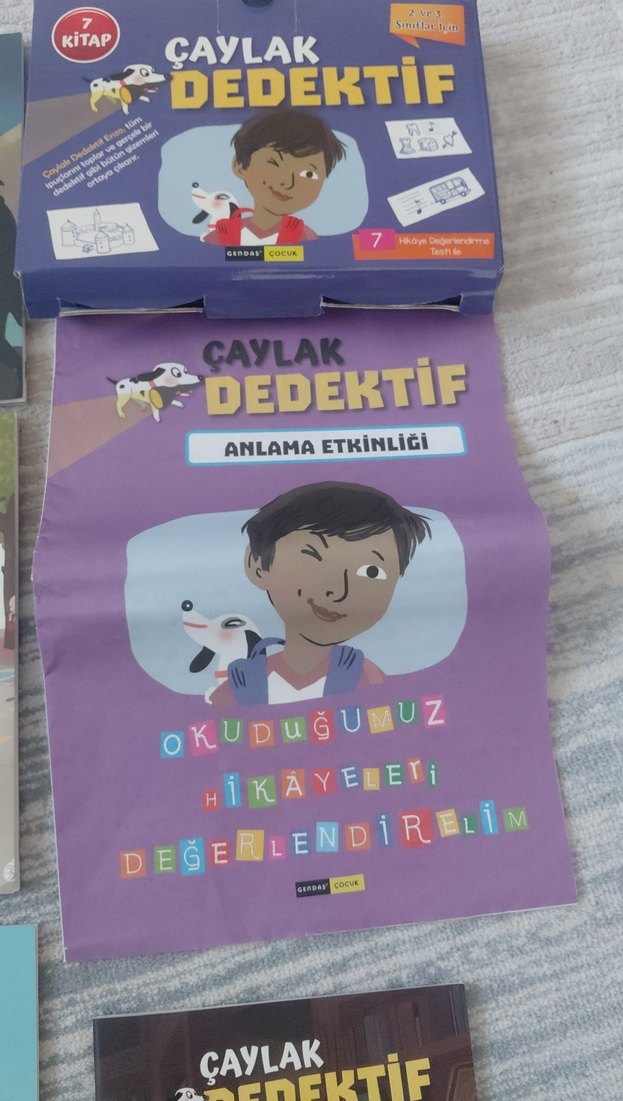 7
KİTAP
2. ve 3.
Sınıflar İçin
ÇAYLAK
DEDEKTİF
Çaylak Dedektif Enzo, tüm
ipuçlarını toplar ve gerçek bir
dedektif gibi bütün gizemleri
ortaya çıkarır.
GENDAŞ ÇOCUK
7 Hikâye Değerlendirme
Testi ile
ÇAYLAK
DEDEKTİF
ANLAMA ETKİNLİĞİ
OKUDUĞUMUZ
HİKÂYELERİ
DEĞERLENDİRELİM
GENDAŞ ÇOCUK
ÇAYLAK
DEDEKTİF